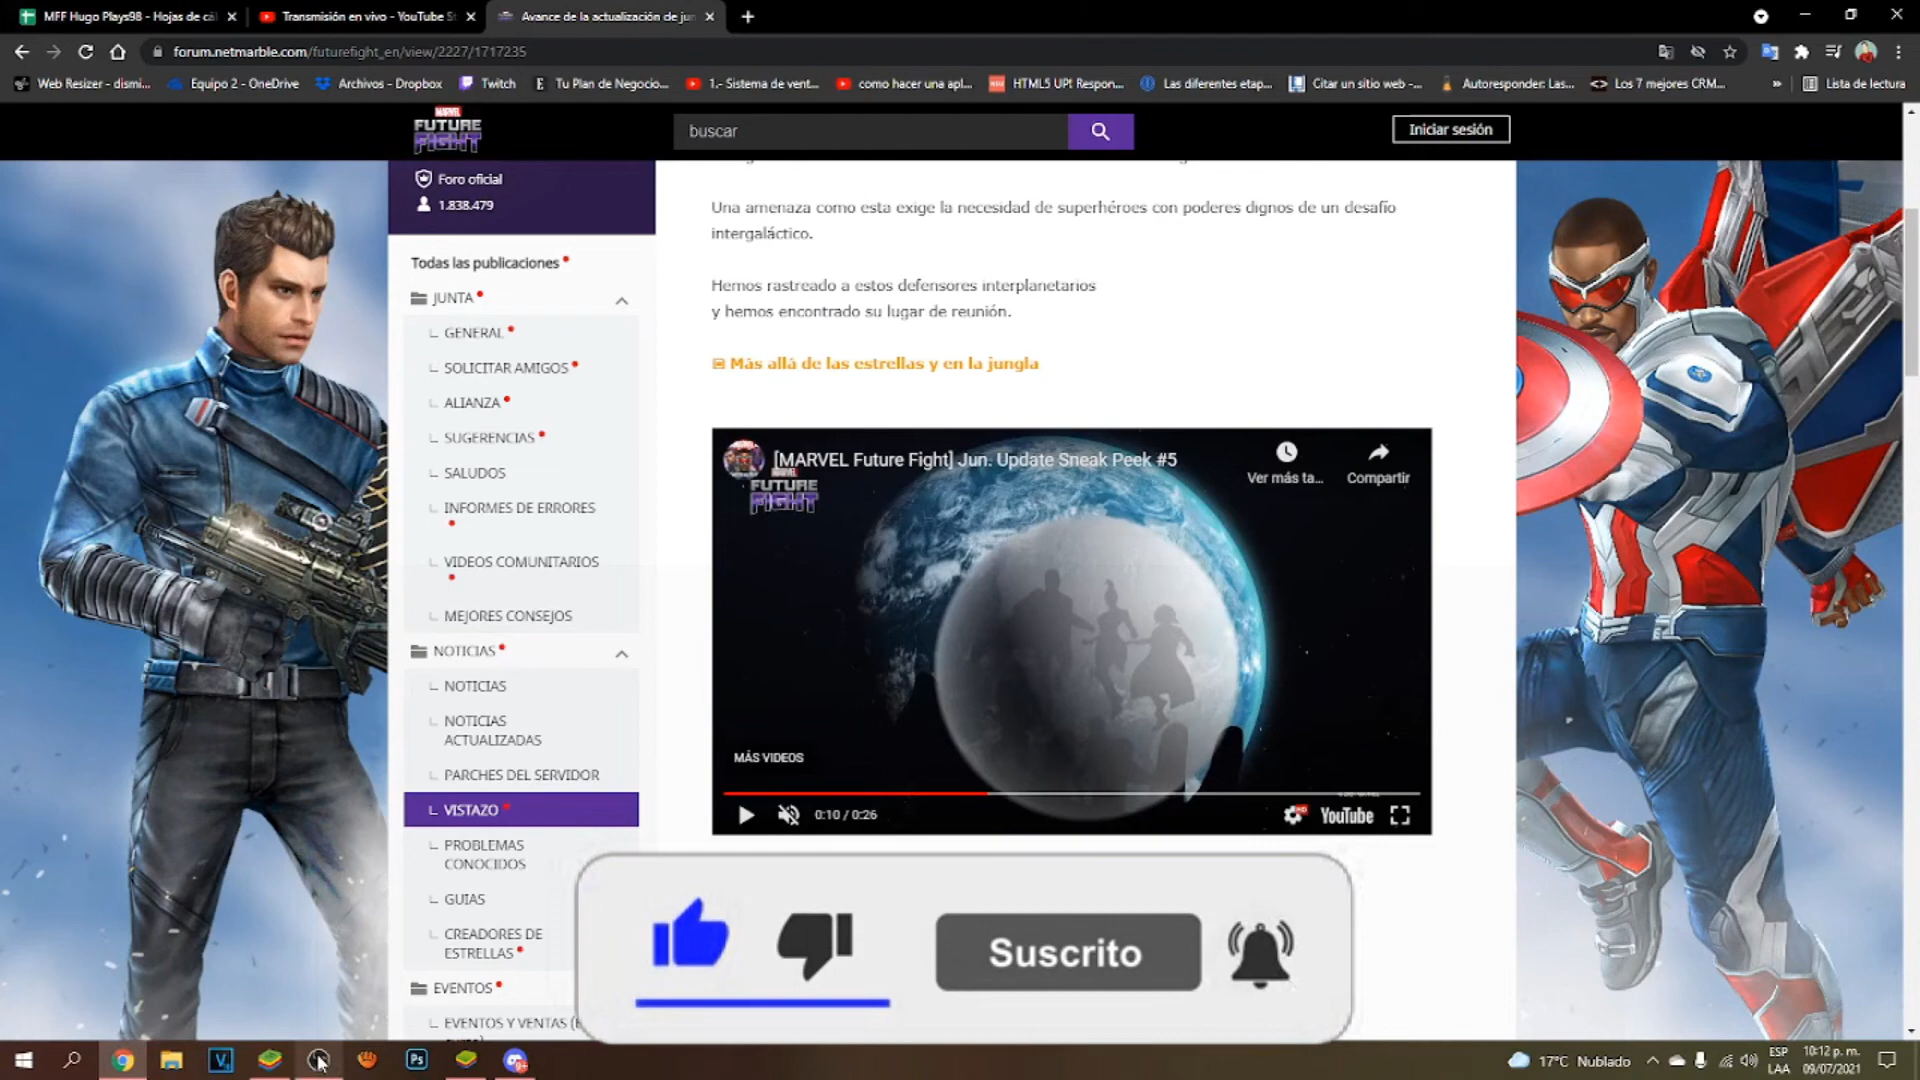 MFF Hugo Plays98 - Hojas de cál
Transmisión en vivo - YouTube St
Avance de la actualización de jun
forum.netmarble.com/futurefight_en/view/2227/1717235
Web Resizer - dismi...
Equipo 2 - OneDrive
Archivos - Dropbox
Twitch
Tu Plan de Negocio...
1.- Sistema de vent...
como hacer una apl...
HTML5 UP! Respon...
Las diferentes etap...
Citar un sitio web -...
Autoresponder: Las...
Los 7 mejores CRM...
»
Lista de lectura
MARVEL
FUTURE
FIGHT
buscar
Iniciar sesión
Foro oficial
1.838.479
Todas las publicaciones
JUNTA
GENERAL
SOLICITAR AMIGOS
ALIANZA
SUGERENCIAS
SALUDOS
INFORMES DE ERRORES
VIDEOS COMUNITARIOS
MEJORES CONSEJOS
NOTICIAS
NOTICIAS
NOTICIAS
ACTUALIZADAS
PARCHES DEL SERVIDOR
VISTAZO
PROBLEMAS
CONOCIDOS
GUIAS
CREADORES DE
ESTRELLAS
EVENTOS
EVENTOS Y VENTAS (E
Una amenaza como esta exige la necesidad de superhéroes con poderes dignos de un desafío
intergaláctico.
Hemos rastreado a estos defensores interplanetarios
y hemos encontrado su lugar de reunión.
Más allá de las estrellas y en la jungla
[MARVEL Future Fight] Jun. Update Sneak Peek #5
MARVEL
FUTURE
FIGHT
Ver más ta...
Compartir
MÁS VIDEOS
0:10 / 0:26
HD
YouTube
Suscrito
Ps
17°C Nublado
ESP
LAA
10:12 p. m.
09/07/2021